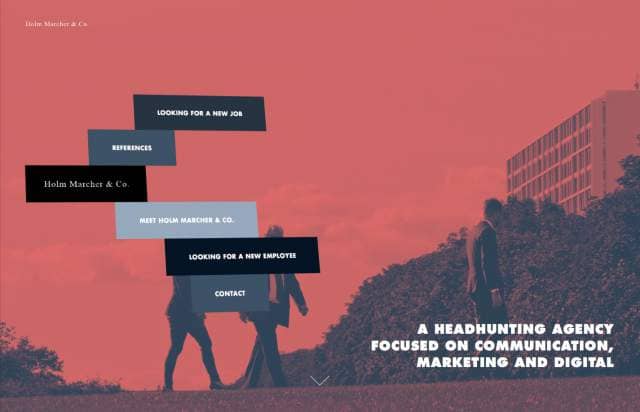 Holm Marcher & Co.
LOOKING FOR A NEW JOB
REFERENCES
Holm Marcher & Co.
MEET HOLM MARCHER & CO.
LOOKING FOR A NEW EMPLOYEE
CONTACT
A HEADHUNTING AGENCY
FOCUSED ON COMMUNICATION,
MARKETING AND DIGITAL